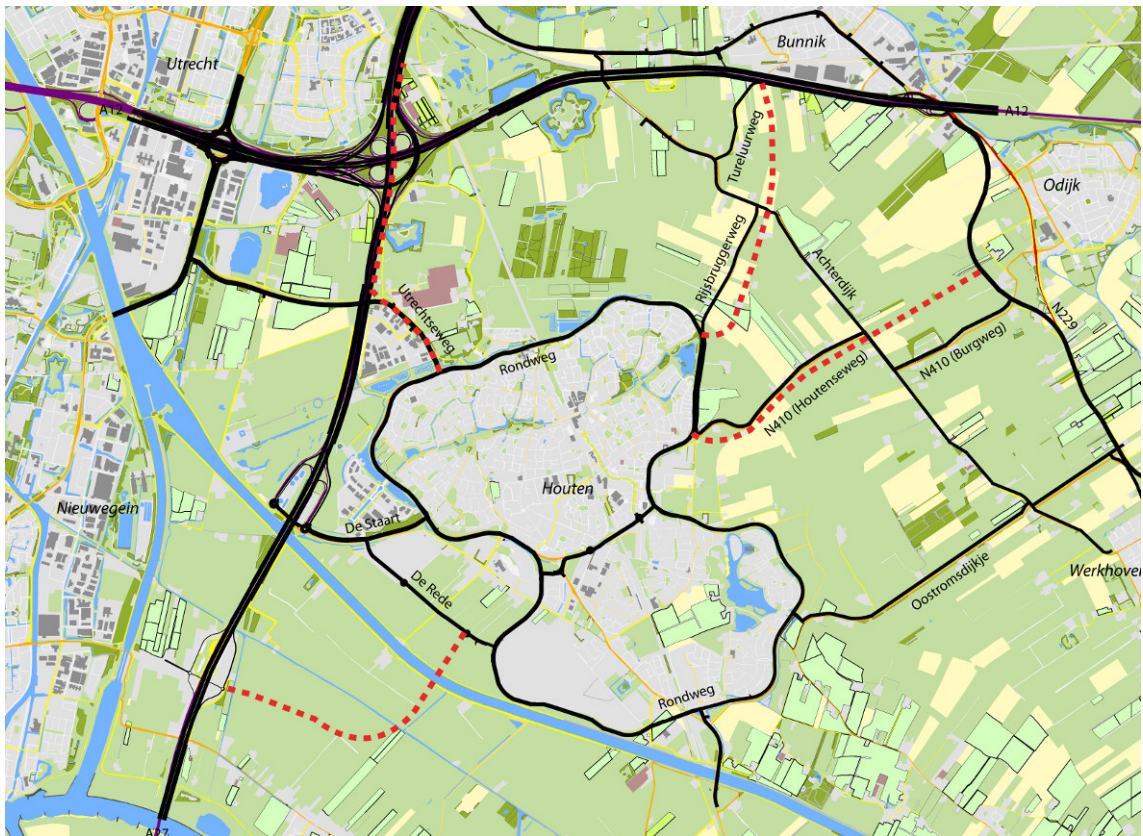 Bunnik
Utrecht
A12
A12
Tureluurweg
Odijk
Rijsbruggerweg
Achterdijk
Utrechtseweg
N229
Rondweg
N410 (Burgweg)
N410 (Houtenseweg)
Houten
Nieuwegein
De Staart
De Rede
Oostromsdijkje
Werkhoven
Rondweg
A27